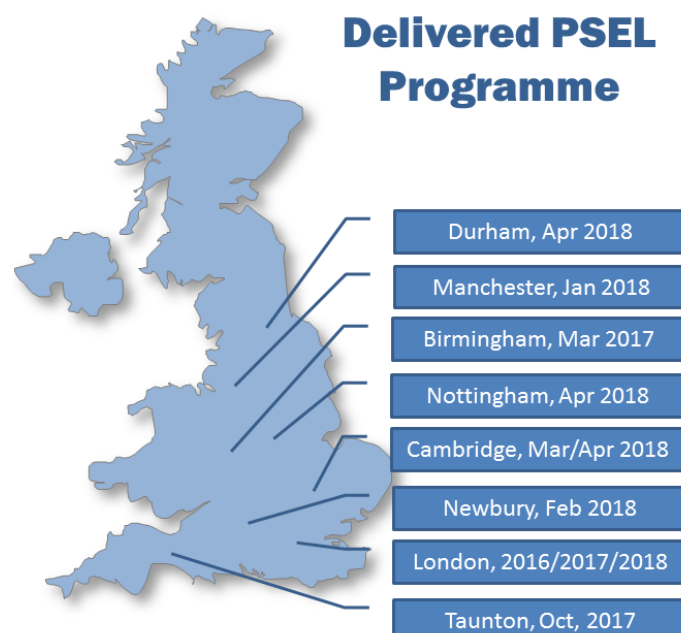 Delivered PSEL
Programme
Durham, Apr 2018
Manchester, Jan 2018
Birmingham, Mar 2017
Nottingham, Apr 2018
Cambridge, Mar/Apr 2018
Newbury, Feb 2018
London, 2016/2017/2018
Taunton, Oct, 2017